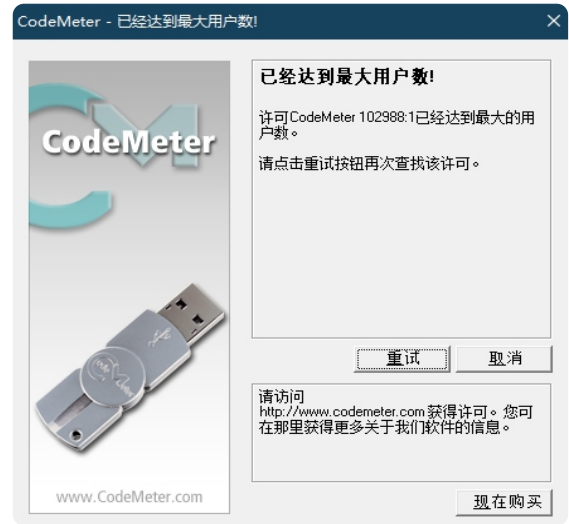 CodeMeter - 已经达到最大用户数!
CodeMeter
已经达到最大用户数!
许可CodeMeter 102988:1已经达到最大的用
户数。
请点击重试按钮再次查找该许可。
重试
取消
请访问
http://www.codemeter.com 获得许可。您可
在那里获得更多关于我们软件的信息。
www.CodeMeter.com
现在购买